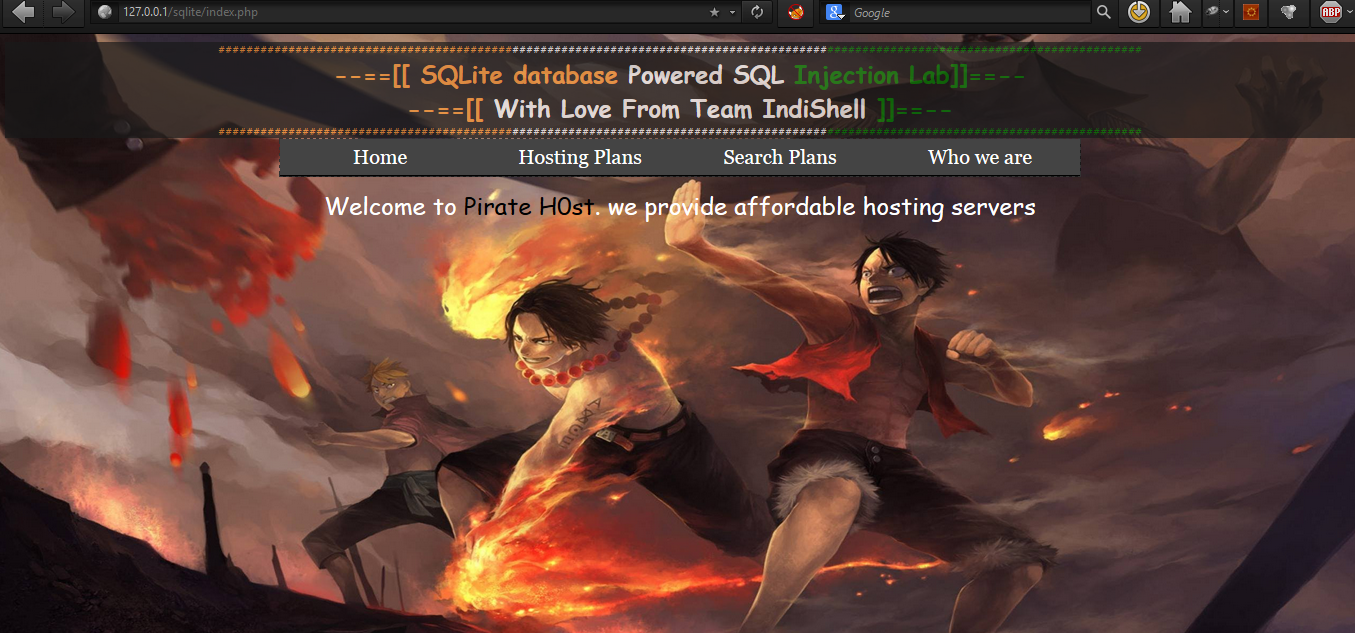 127.0.0.1/sqlite/index.php
Google
ABP
--==[[ SQLite database Powered SQL Injection Lab]]==--
--==[[ With Love From Team IndiShell ]]==--
Home Hosting Plans Search Plans Who we are
Welcome to Pirate H0st. we provide affordable hosting servers